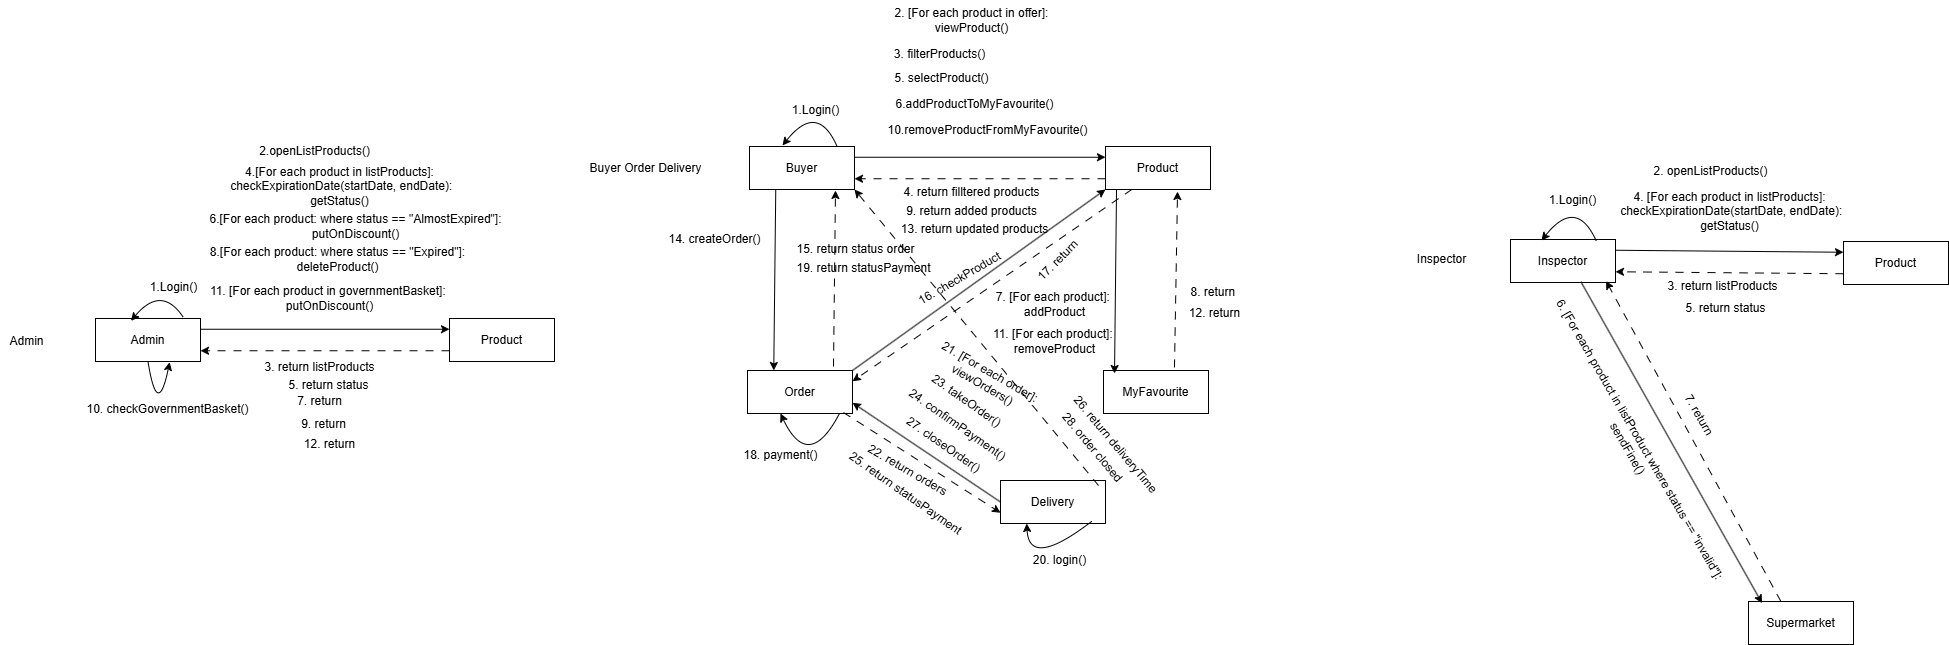 Admin
2.openListProducts()
4.[For each product in listProducts]:
checkExpirationDate(startDate, endDate):
getStatus()
6.[For each product: where status == "AlmostExpired"]:
putOnDiscount()
8.[For each product: where status == "Expired"]:
deleteProduct()
11. [For each product in governmentBasket]:
putOnDiscount()
1.Login()
Admin
Product
3. return listProducts
5. return status
7. return
9. return
12. return
10. checkGovernmentBasket()
Buyer Order Delivery
2. [For each product in offer]:
viewProduct()
3. filterProducts()
5. selectProduct()
6.addProductToMyFavourite()
10.removeProductFromMyFavourite()
1.Login()
Buyer
Product
4. return filltered products
9. return added products
13. return updated products
14. createOrder()
15. return status order
19. return statusPayment
16. checkProduct
17. return
7. [For each product]:
addProduct
11. [For each product]:
removeProduct
8. return
12. return
Order
MyFavourite
18. payment()
21. [For each order]:
viewOrders()
23. takeOrder()
24. confirmPayment()
27. closeOrder()
22. return orders
25. return statusPayment
26. return deliveryTime
28. order closed
Delivery
20. login()
Inspector
2. openListProducts()
4. [For each product in listProducts]:
checkExpirationDate(startDate, endDate):
getStatus()
1.Login()
Inspector
Product
3. return listProducts
5. return status
6. [For each product in listProduct where status == "invalid"]:
sendFine()
7. return
Supermarket